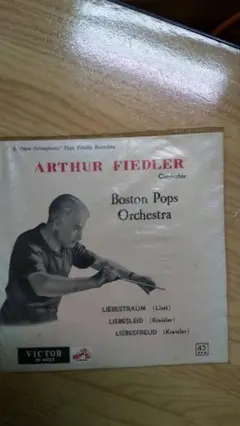 A "New Orthophonic" High Fidelity Recording
ARTHUR FIEDLER
Conductor
Boston Pops
Orchestra
LIEBESTRAUM (Liszt)
LIEBESLEID (Kreisler)
LIEBESFREUD (Kreisler)
VICTOR
45